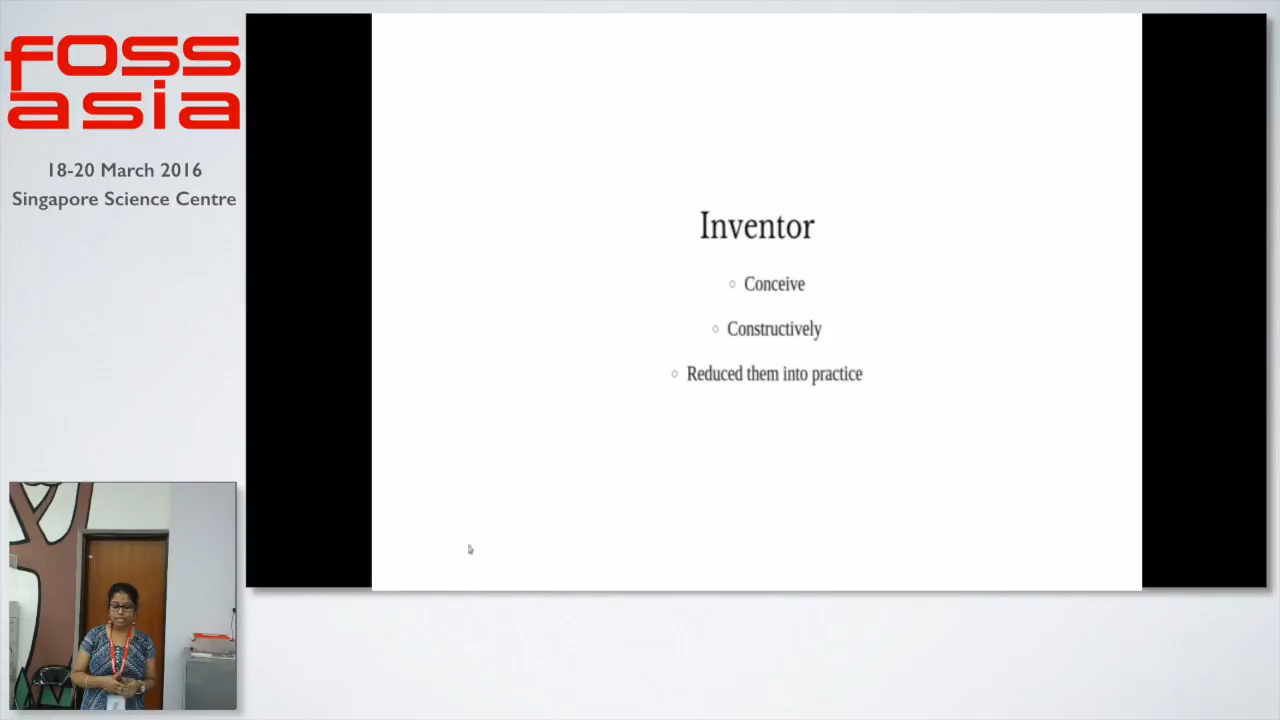 foss
asia
18-20 March 2016
Singapore Science Centre
Inventor
Conceive
Constructively
Reduced them into practice